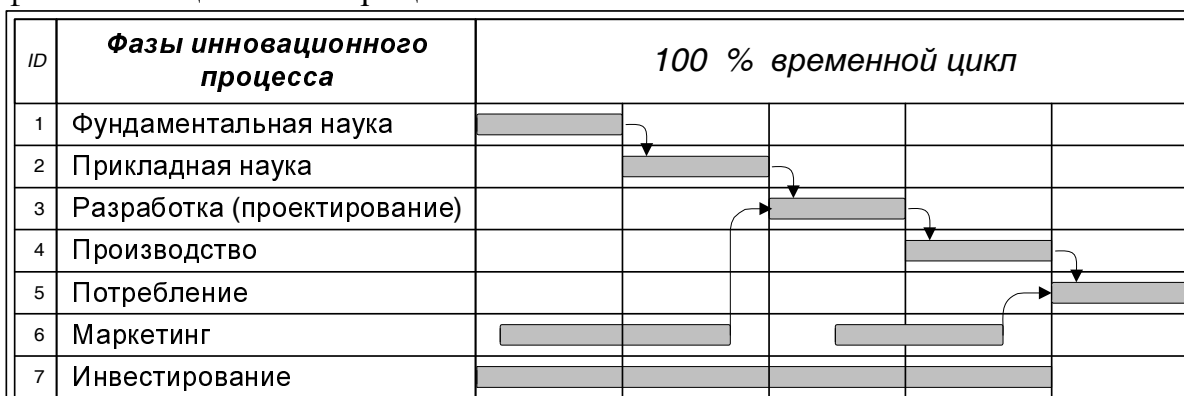 ID
Фазы инновационного
процесса
100 % временной цикл
1 Фундаментальная наука
2 Прикладная наука
3 Разработка (проектирование)
4 Производство
5 Потребление
6 Маркетинг
7 Инвестирование